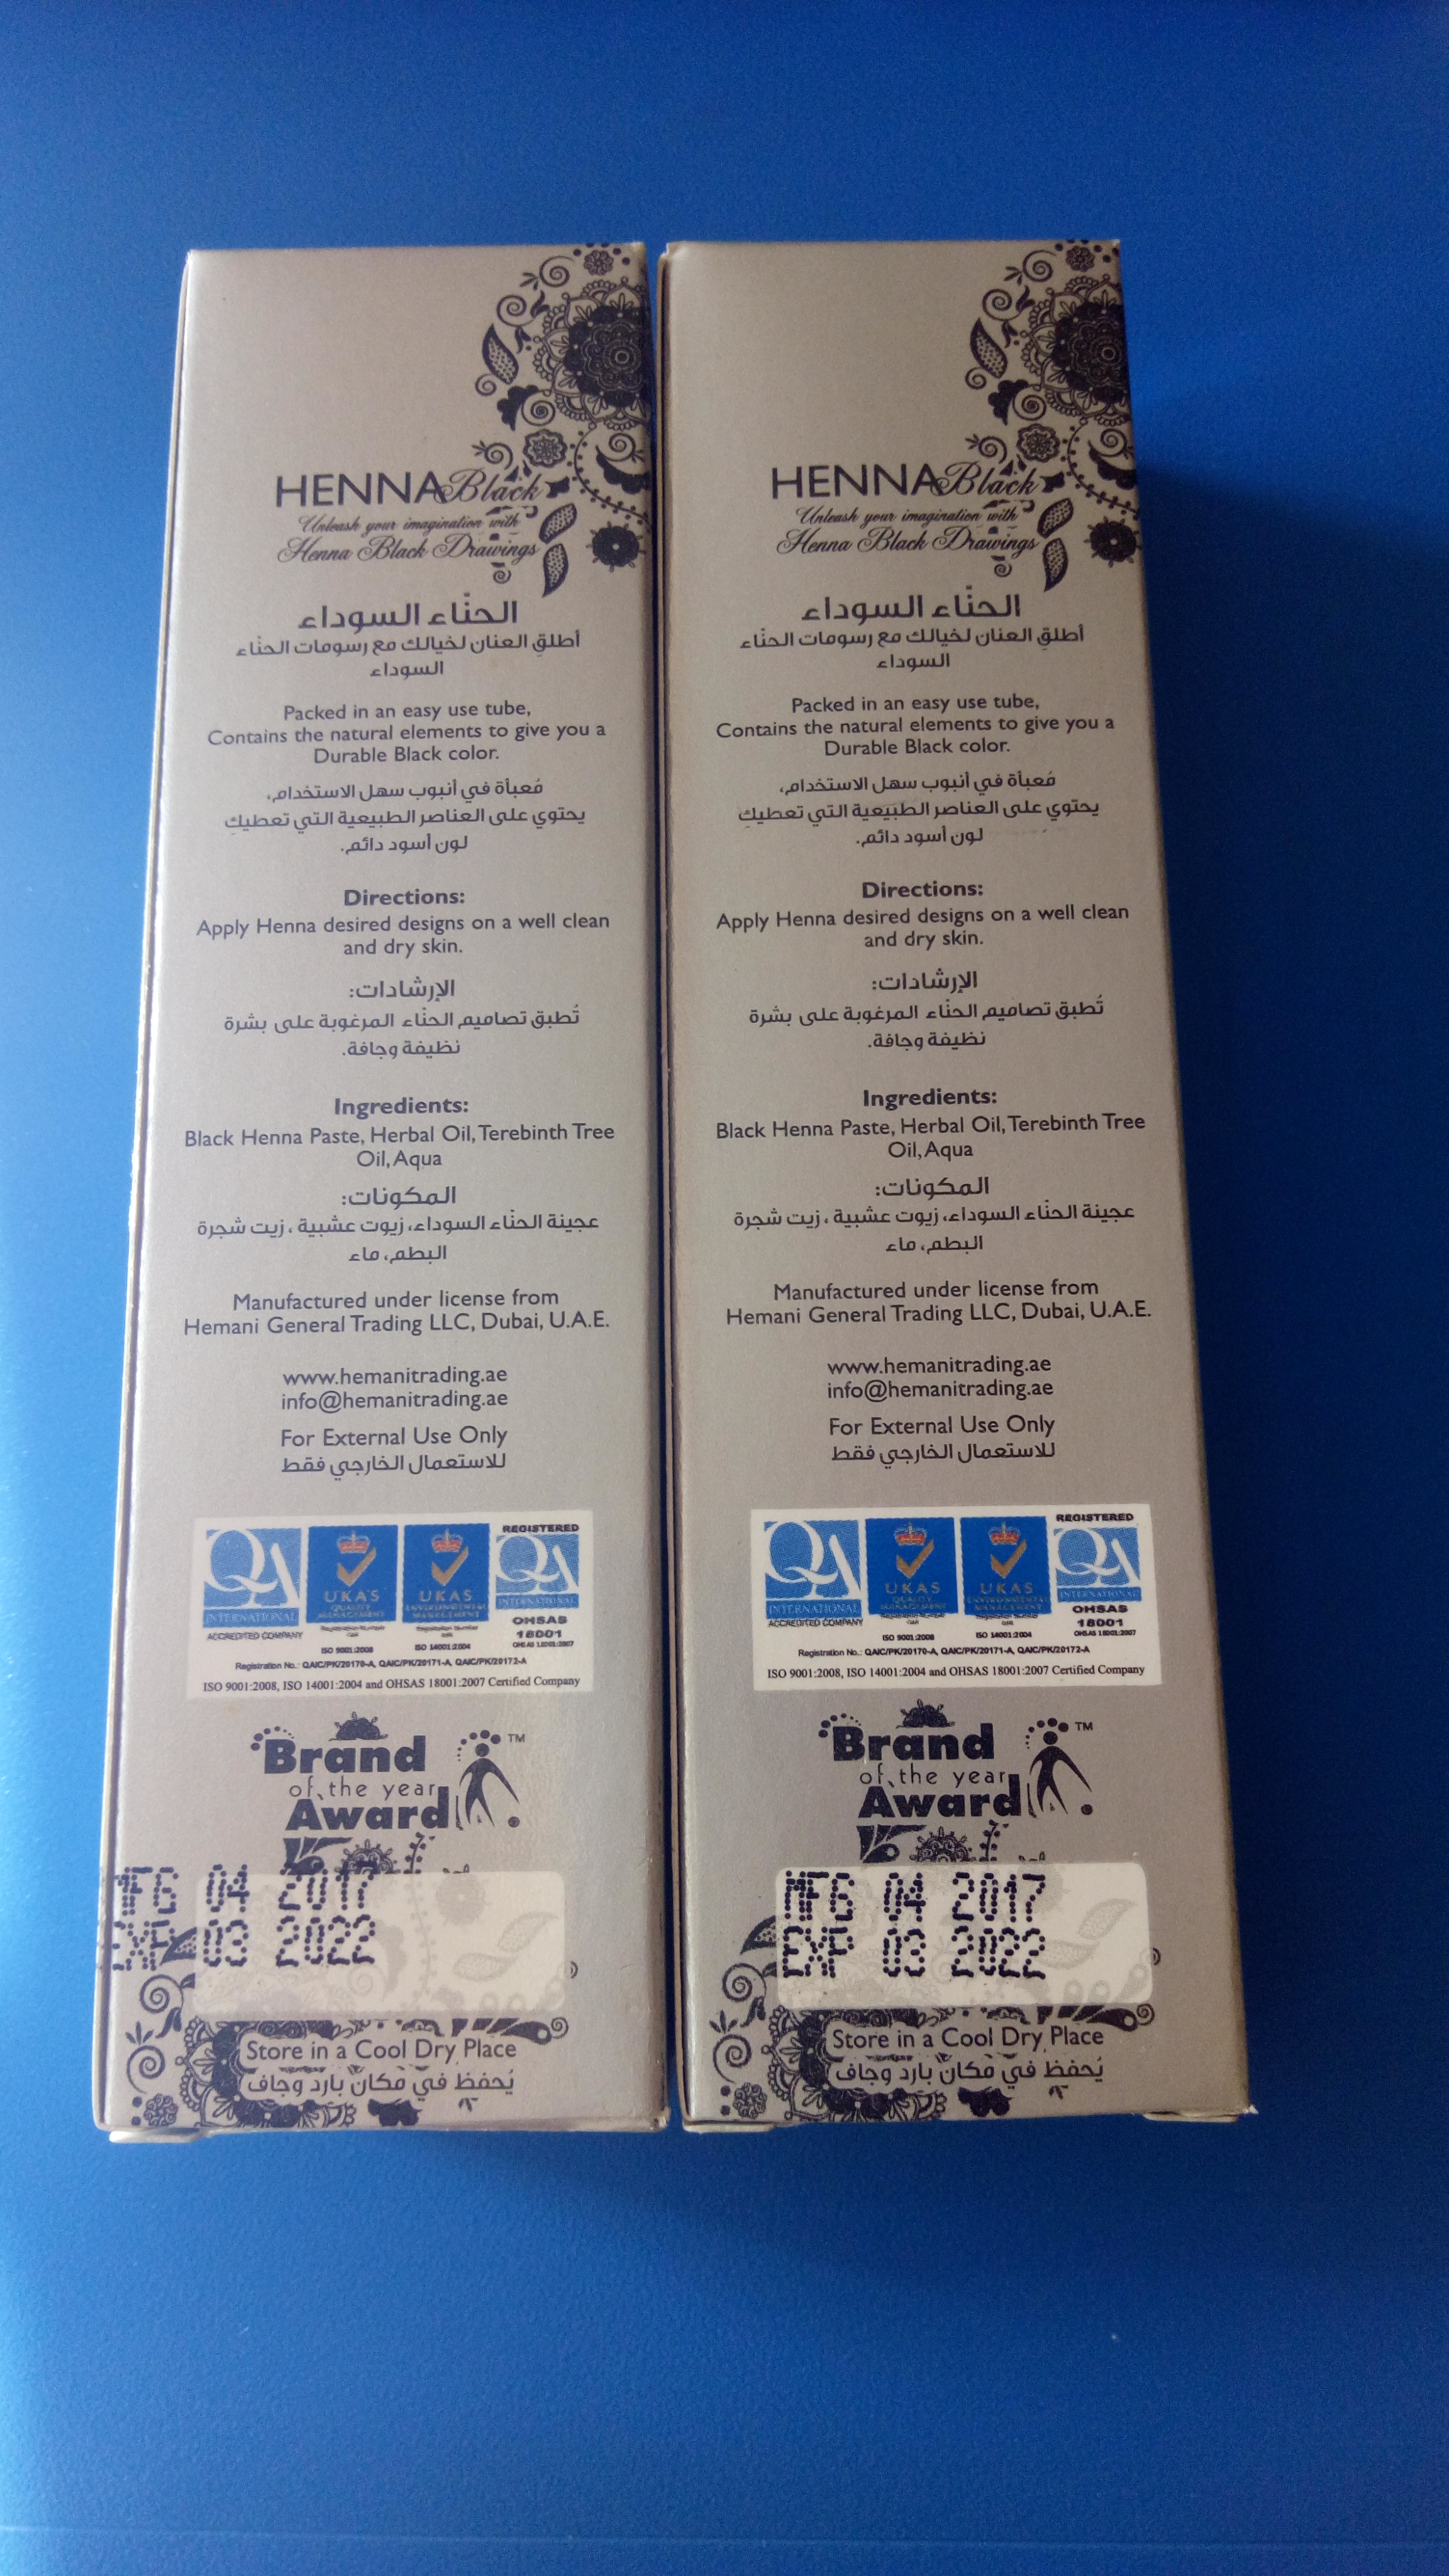 HENNA Black
Unleash your imagination with
Henna Black Drawings
الحنّاء السوداء
أطلقِ العنان لخيالك مع رسومات الحنّاء
السوداء
Packed in an easy use tube,
Contains the natural elements to give you a
Durable Black color.
مُعبأة في أنبوب سهل الاستخدام،
يحتوي على العناصر الطبيعية التي تعطيكِ
لون أسود دائم.
Directions:
Apply Henna desired designs on a well clean
and dry skin.
الإرشادات:
تُطبق تصاميم الحنّاء المرغوبة على بشرة
نظيفة وجافة.
Ingredients:
Black Henna Paste, Herbal Oil, Terebinth Tree
Oil, Aqua
المكونات:
عجينة الحنّاء السوداء، زيوت عشبية ، زيت شجرة
البطم، ماء
Manufactured under license from
Hemani General Trading LLC, Dubai, U.A.E.
www.hemanitrading.ae
info@hemanitrading.ae
For External Use Only
للاستعمال الخارجي فقط
REGISTERED
QA
UKAS
UKAS
QA
INTERNATIONAL
QUALITY MANAGEMENT
ENVIRONMENTAL MANAGEMENT
INTERNATIONAL
ACCREDITED COMPANY
OHSAS
18001
ISO 9001:2008
ISO 14001:2004
OHSAS 18001:2007
Registration No.: QAIC/PK/20170-A, QAIC/PK/20171-A, QAIC/PK/20172-A
ISO 9001:2008, ISO 14001:2004 and OHSAS 18001:2007 Certified Company
Brand
of the year
Award
TM
MFG 04 2017
EXP 03 2022
Store in a Cool Dry Place
يُحفظ في مكان بارد وجاف
HENNA Black
Unleash your imagination with
Henna Black Drawings
الحنّاء السوداء
أطلقِ العنان لخيالك مع رسومات الحنّاء
السوداء
Packed in an easy use tube,
Contains the natural elements to give you a
Durable Black color.
مُعبأة في أنبوب سهل الاستخدام،
يحتوي على العناصر الطبيعية التي تعطيكِ
لون أسود دائم.
Directions:
Apply Henna desired designs on a well clean
and dry skin.
الإرشادات:
تُطبق تصاميم الحنّاء المرغوبة على بشرة
نظيفة وجافة.
Ingredients:
Black Henna Paste, Herbal Oil, Terebinth Tree
Oil, Aqua
المكونات:
عجينة الحنّاء السوداء، زيوت عشبية ، زيت شجرة
البطم، ماء
Manufactured under license from
Hemani General Trading LLC, Dubai, U.A.E.
www.hemanitrading.ae
info@hemanitrading.ae
For External Use Only
للاستعمال الخارجي فقط
REGISTERED
QA
UKAS
UKAS
QA
INTERNATIONAL
QUALITY MANAGEMENT
ENVIRONMENTAL MANAGEMENT
INTERNATIONAL
ACCREDITED COMPANY
OHSAS
18001
ISO 9001:2008
ISO 14001:2004
OHSAS 18001:2007
Registration No.: QAIC/PK/20170-A, QAIC/PK/20171-A, QAIC/PK/20172-A
ISO 9001:2008, ISO 14001:2004 and OHSAS 18001:2007 Certified Company
Brand
of the year
Award
TM
MFG 04 2017
EXP 03 2022
Store in a Cool Dry Place
يُحفظ في مكان بارد وجاف